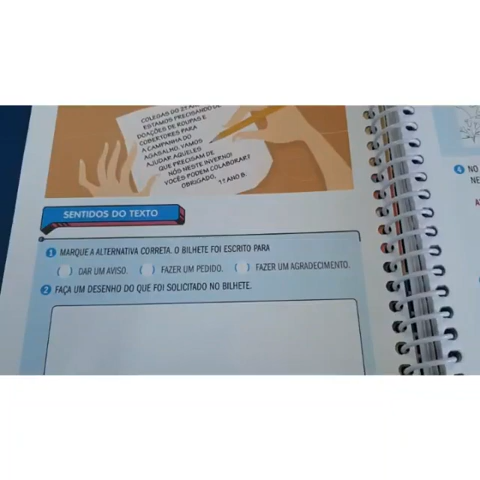 COLEGAS DO 2º AN
ESTAMOS PRECISANDO DE
DOAÇÕES DE ROUPAS E
COBERTORES PARA
A CAMPANHA DO
AGASALHO. VAMOS
AJUDAR AQUELES
QUE PRECISAM DE
NÓS NESTE INVERNO!
VOCÊS PODEM COLABORAR?
OBRIGADO,
1º ANO B.
SENTIDOS DO TEXTO
1 MARQUE A ALTERNATIVA CORRETA. O BILHETE FOI ESCRITO PARA
( ) DAR UM AVISO. ( ) FAZER UM PEDIDO. ( ) FAZER UM AGRADECIMENTO.
2 FAÇA UM DESENHO DO QUE FOI SOLICITADO NO BILHETE.
4 NO
NE